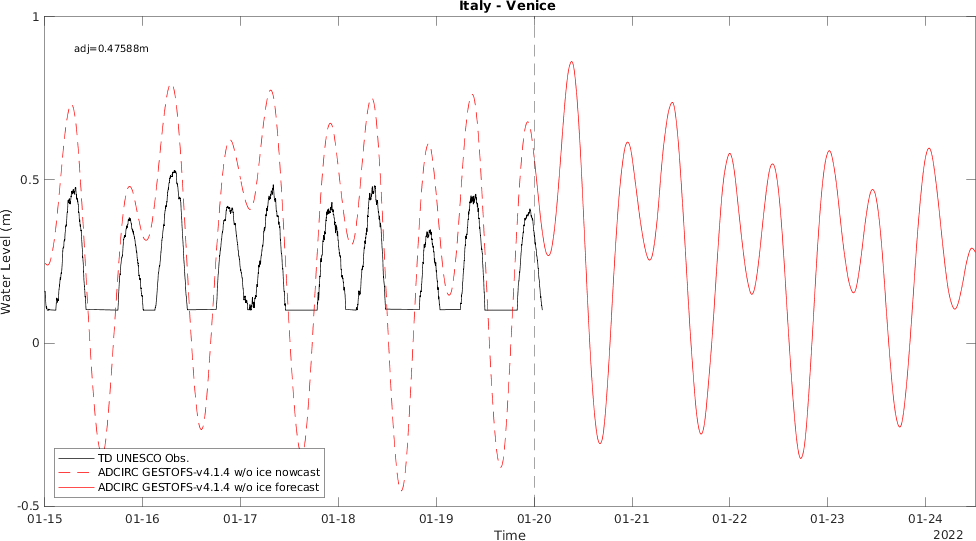 Italy - Venice
1
adj=0.47588m
0.5
Water Level (m)
0
TD UNESCO Obs.
ADCIRC GESTOFS-v4.1.4 w/o ice nowcast
ADCIRC GESTOFS-v4.1.4 w/o ice forecast
-0.5
01-15 01-16 01-17 01-18 01-19 01-20 01-21 01-22 01-23 01-24
Time 2022